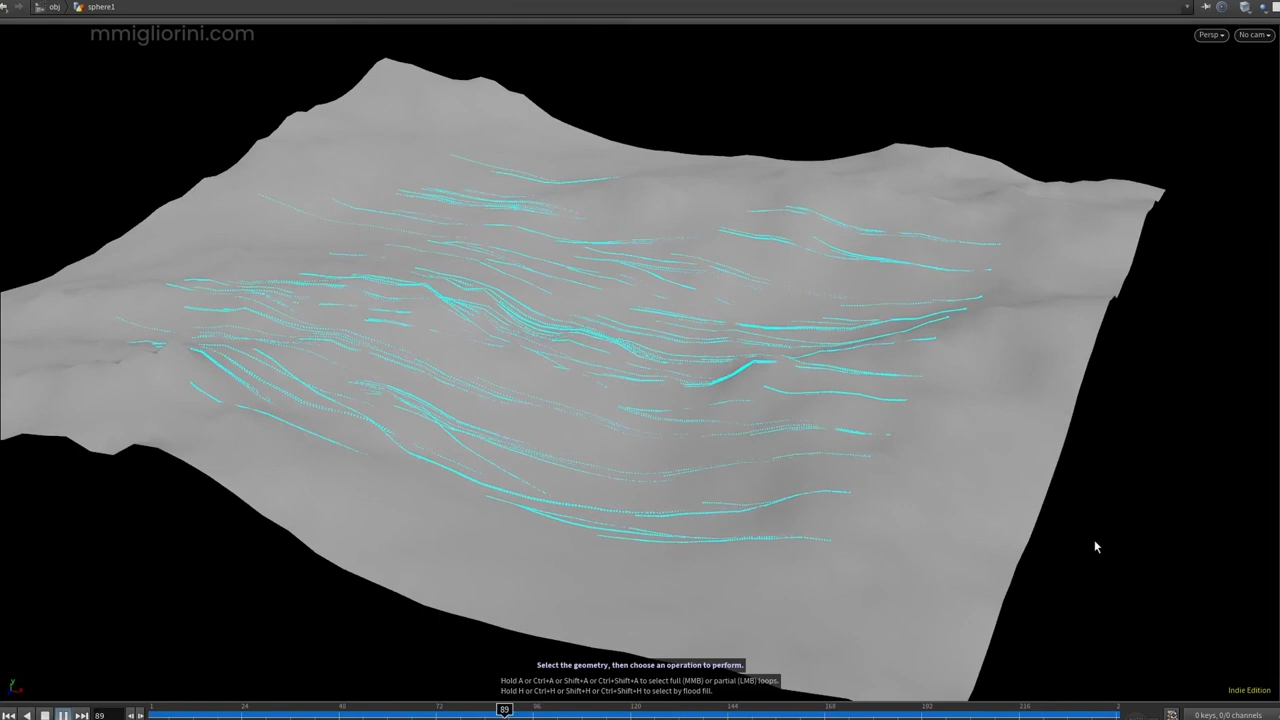 obj sphere1
mmigliorini.com
Persp No cam
Select the geometry, then choose an operation to perform.
Hold A or Ctrl+A or Shift+A or Ctrl+Shift+A to select full (MMB) or partial (LMB) loops.
Hold H or Ctrl+H or Shift+H or Ctrl+Shift+H to select by flood fill.
Indie Edition
1 24 48 72 89 96 120 144 168 192 216 2
89
0 keys, 0/0 channels